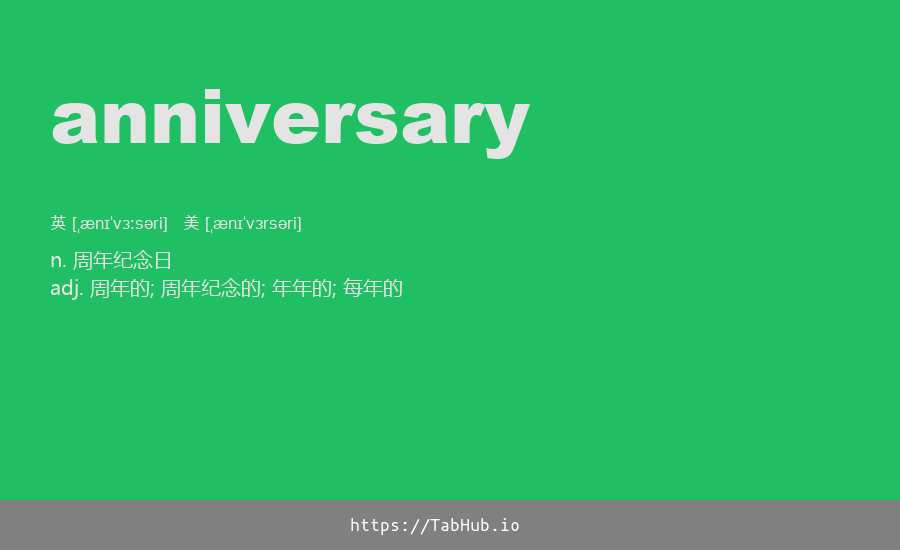 anniversary
英 [ˌænɪˈvɜːsəri] 美 [ˌænɪˈvɜrsəri]
n. 周年纪念日
adj. 周年的; 周年纪念的; 年年的; 每年的
https://TabHub.io